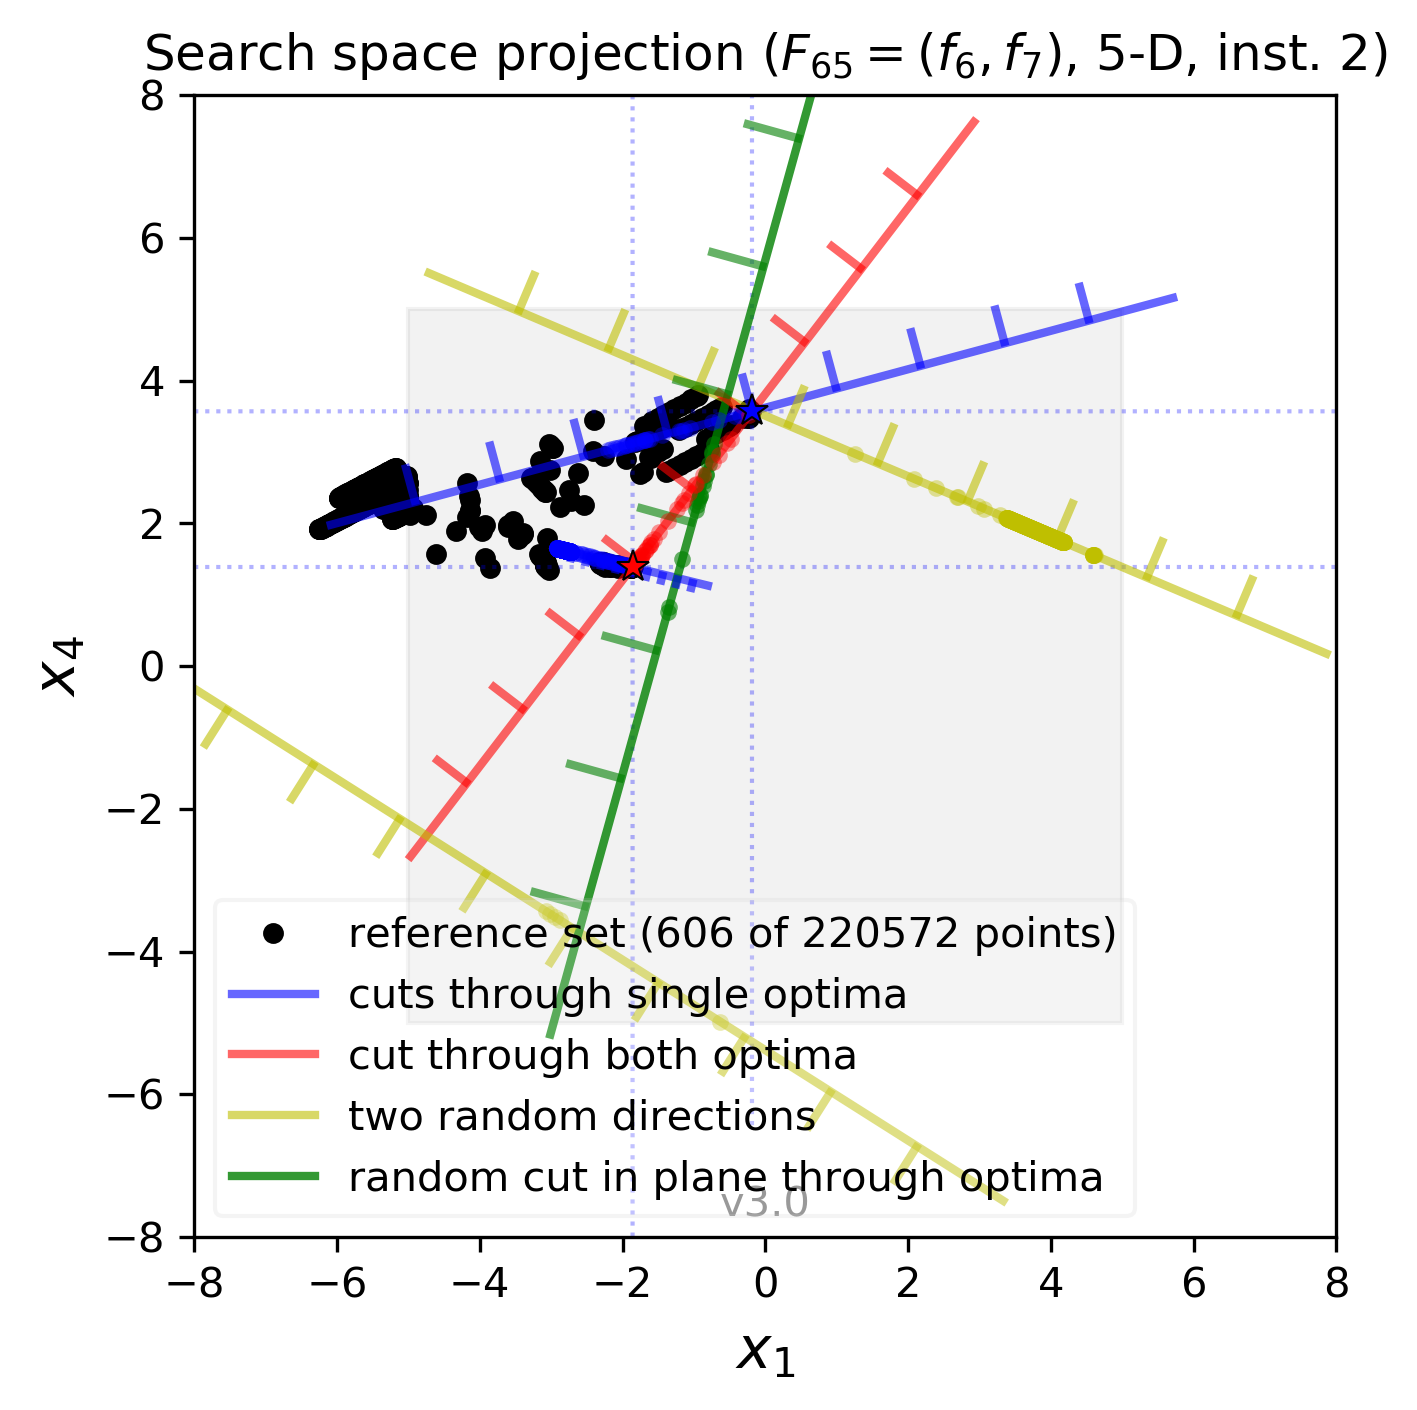 Search space projection (F65 = (f6, f7), 5-D, inst. 2)
8
6
4
2
0
−2
−4
−6
−8
x4
reference set (606 of 220572 points)
cuts through single optima
cut through both optima
two random directions
random cut in plane through optima
v3.0
−8 −6 −4 −2 0 2 4 6 8
x1